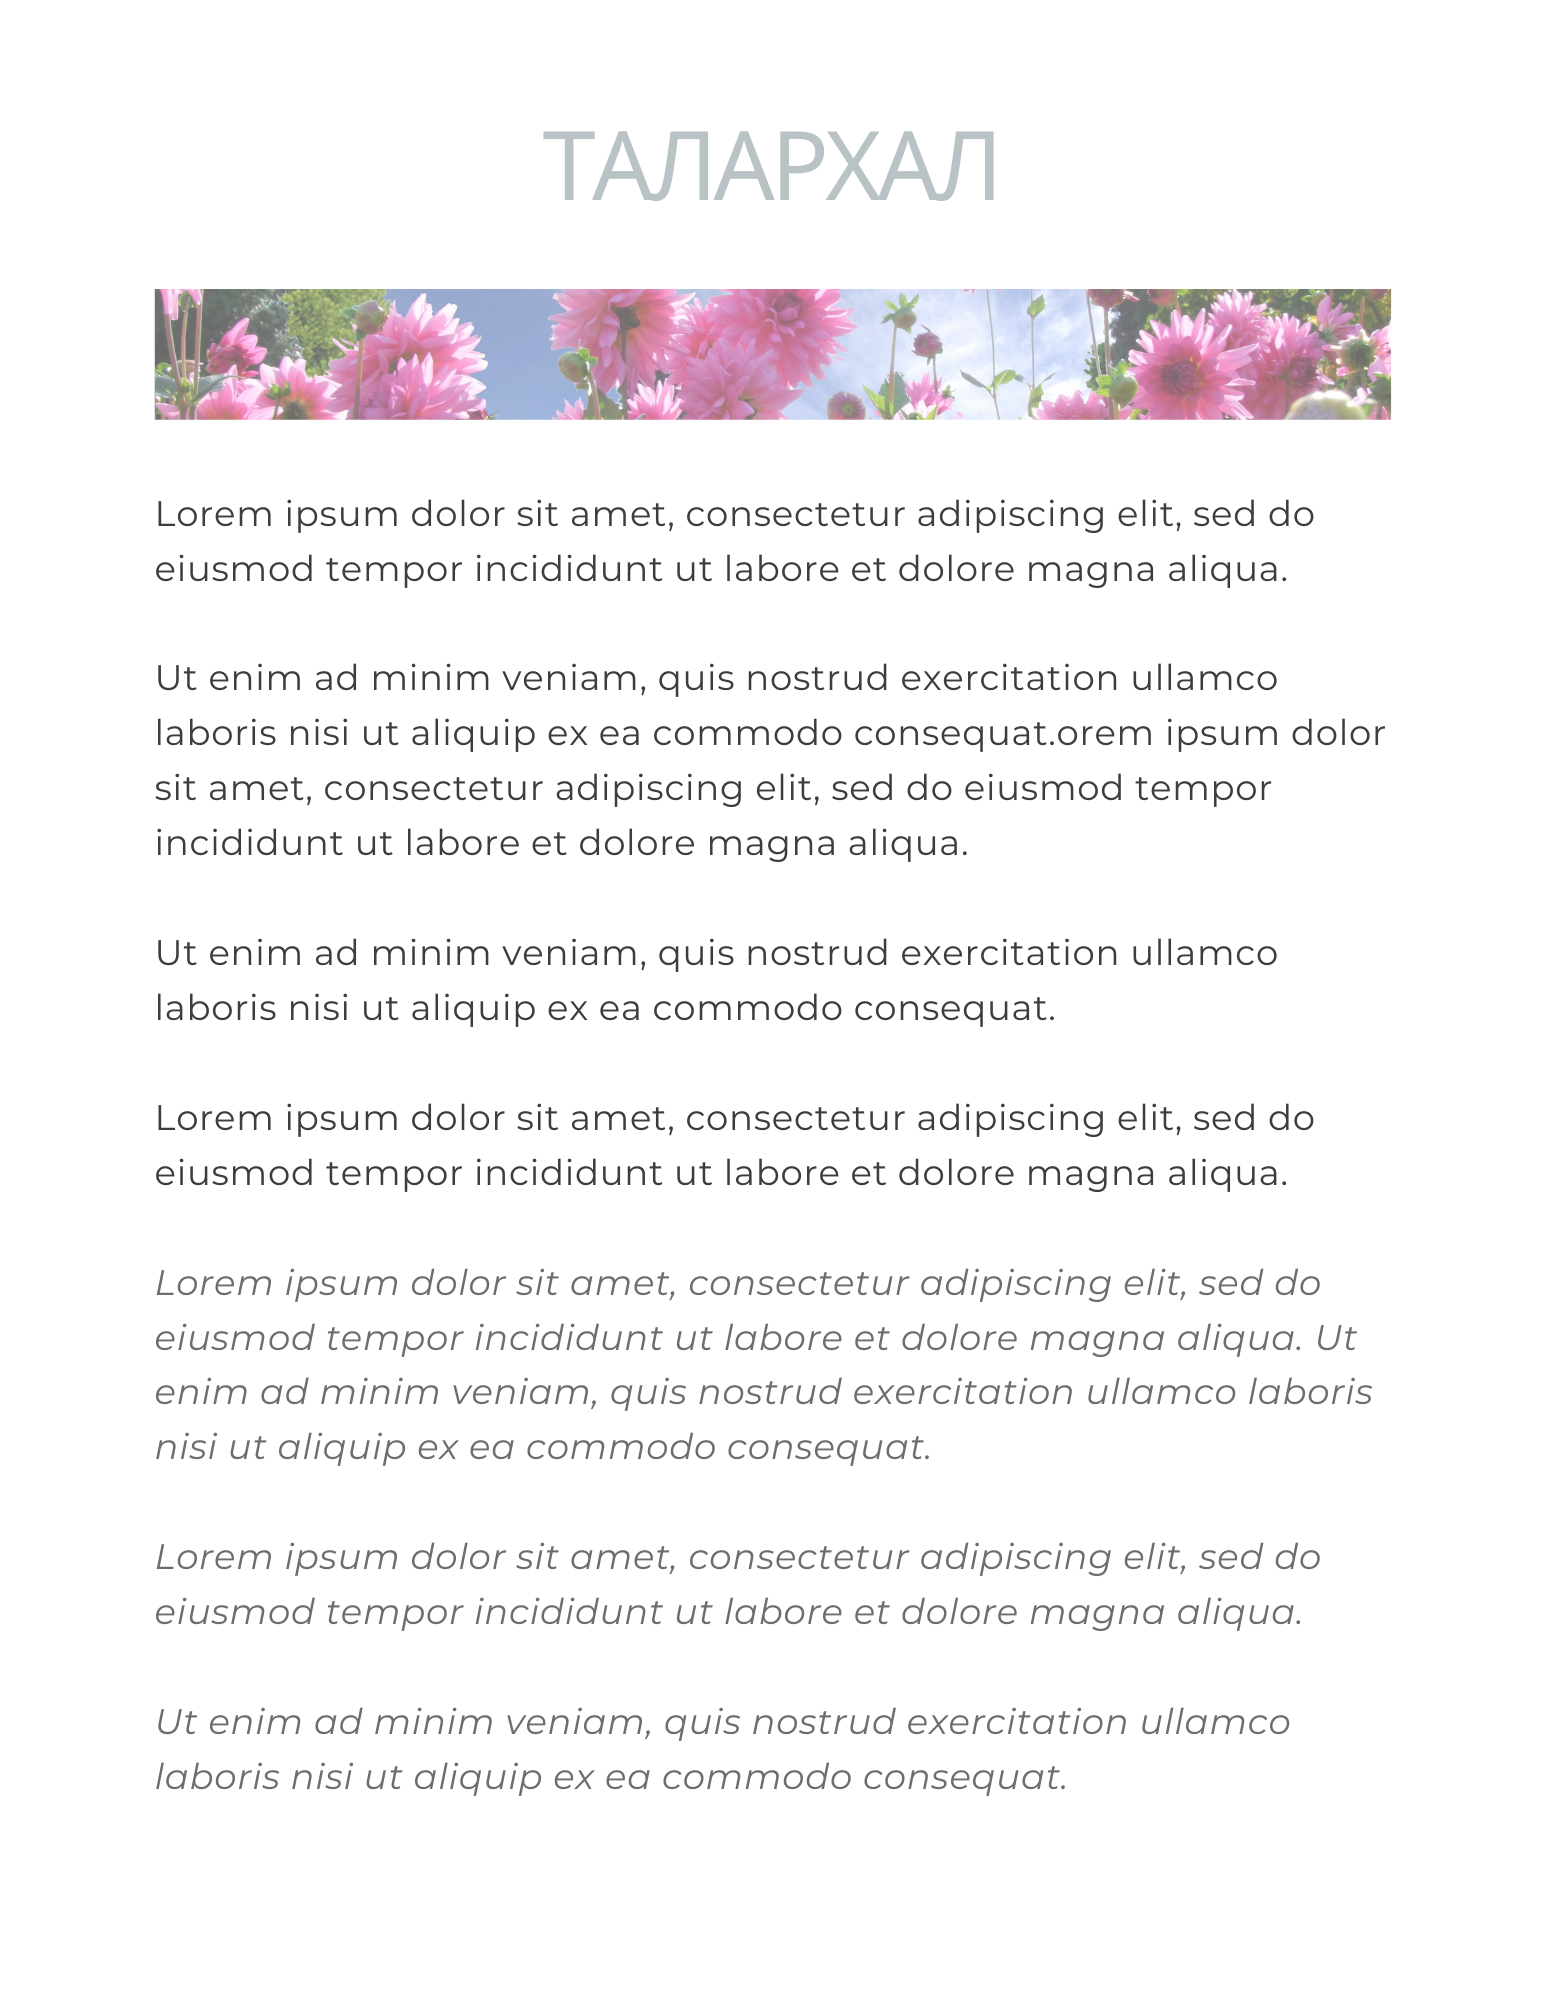 ТАЛАРХАЛ
Lorem ipsum dolor sit amet, consectetur adipiscing elit, sed do
eiusmod tempor incididunt ut labore et dolore magna aliqua.
Ut enim ad minim veniam, quis nostrud exercitation ullamco
laboris nisi ut aliquip ex ea commodo consequat.orem ipsum dolor
sit amet, consectetur adipiscing elit, sed do eiusmod tempor
incididunt ut labore et dolore magna aliqua.
Ut enim ad minim veniam, quis nostrud exercitation ullamco
laboris nisi ut aliquip ex ea commodo consequat.
Lorem ipsum dolor sit amet, consectetur adipiscing elit, sed do
eiusmod tempor incididunt ut labore et dolore magna aliqua.
Lorem ipsum dolor sit amet, consectetur adipiscing elit, sed do
eiusmod tempor incididunt ut labore et dolore magna aliqua. Ut
enim ad minim veniam, quis nostrud exercitation ullamco laboris
nisi ut aliquip ex ea commodo consequat.
Lorem ipsum dolor sit amet, consectetur adipiscing elit, sed do
eiusmod tempor incididunt ut labore et dolore magna aliqua.
Ut enim ad minim veniam, quis nostrud exercitation ullamco
laboris nisi ut aliquip ex ea commodo consequat.